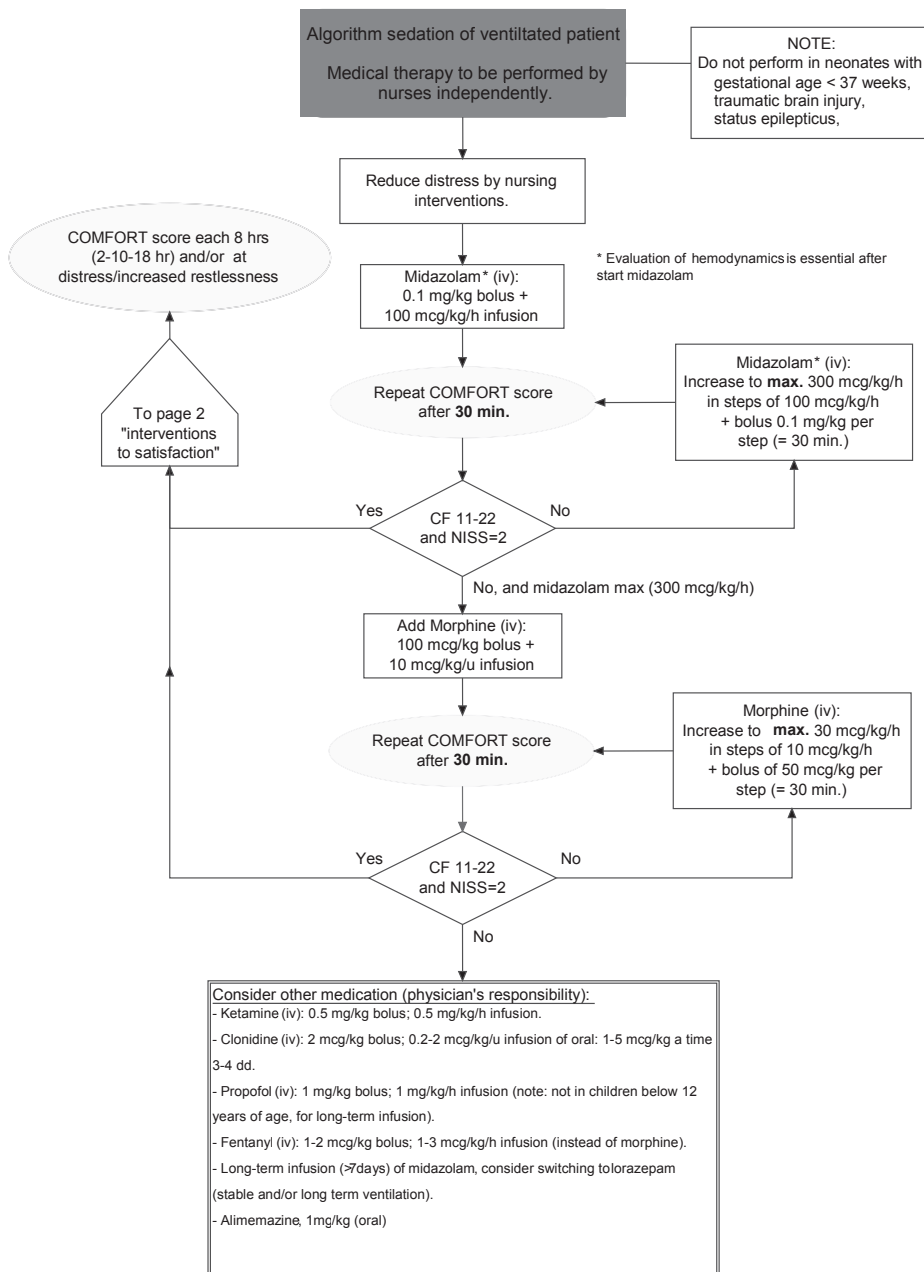 Algorithm sedation of ventiltated patient
Medical therapy to be performed by
nurses independently.
NOTE:
Do not perform in neonates with
gestational age < 37 weeks,
traumatic brain injury,
status epilepticus,
Reduce distress by nursing
interventions.
COMFORT score each 8 hrs
(2-10-18 hr) and/or at
distress/increased restlessness
* Evaluation of hemodynamics is essential after
start midazolam
Midazolam* (iv):
0.1 mg/kg bolus +
100 mcg/kg/h infusion
Repeat COMFORT score
after 30 min.
Midazolam* (iv):
Increase to max. 300 mcg/kg/h
in steps of 100 mcg/kg/h
+ bolus 0.1 mg/kg per
step (= 30 min.)
To page 2
"interventions
to satisfaction"
Yes
CF 11-22
and NISS=2
No
No, and midazolam max (300 mcg/kg/h)
Add Morphine (iv):
100 mcg/kg bolus +
10 mcg/kg/u infusion
Repeat COMFORT score
after 30 min.
Morphine (iv):
Increase to max. 30 mcg/kg/h
in steps of 10 mcg/kg/h
+ bolus of 50 mcg/kg per
step (= 30 min.)
Yes
CF 11-22
and NISS=2
No
No
Consider other medication (physician's responsibility):
- Ketamine (iv): 0.5 mg/kg bolus; 0.5 mg/kg/h infusion.
- Clonidine (iv): 2 mcg/kg bolus; 0.2-2 mcg/kg/u infusion of oral: 1-5 mcg/kg a time
3-4 dd.
- Propofol (iv): 1 mg/kg bolus; 1 mg/kg/h infusion (note: not in children below 12
years of age, for long-term infusion).
- Fentanyl (iv): 1-2 mcg/kg bolus; 1-3 mcg/kg/h infusion (instead of morphine).
- Long-term infusion (>7days) of midazolam, consider switching tolorazepam
(stable and/or long term ventilation).
- Alimemazine, 1mg/kg (oral)